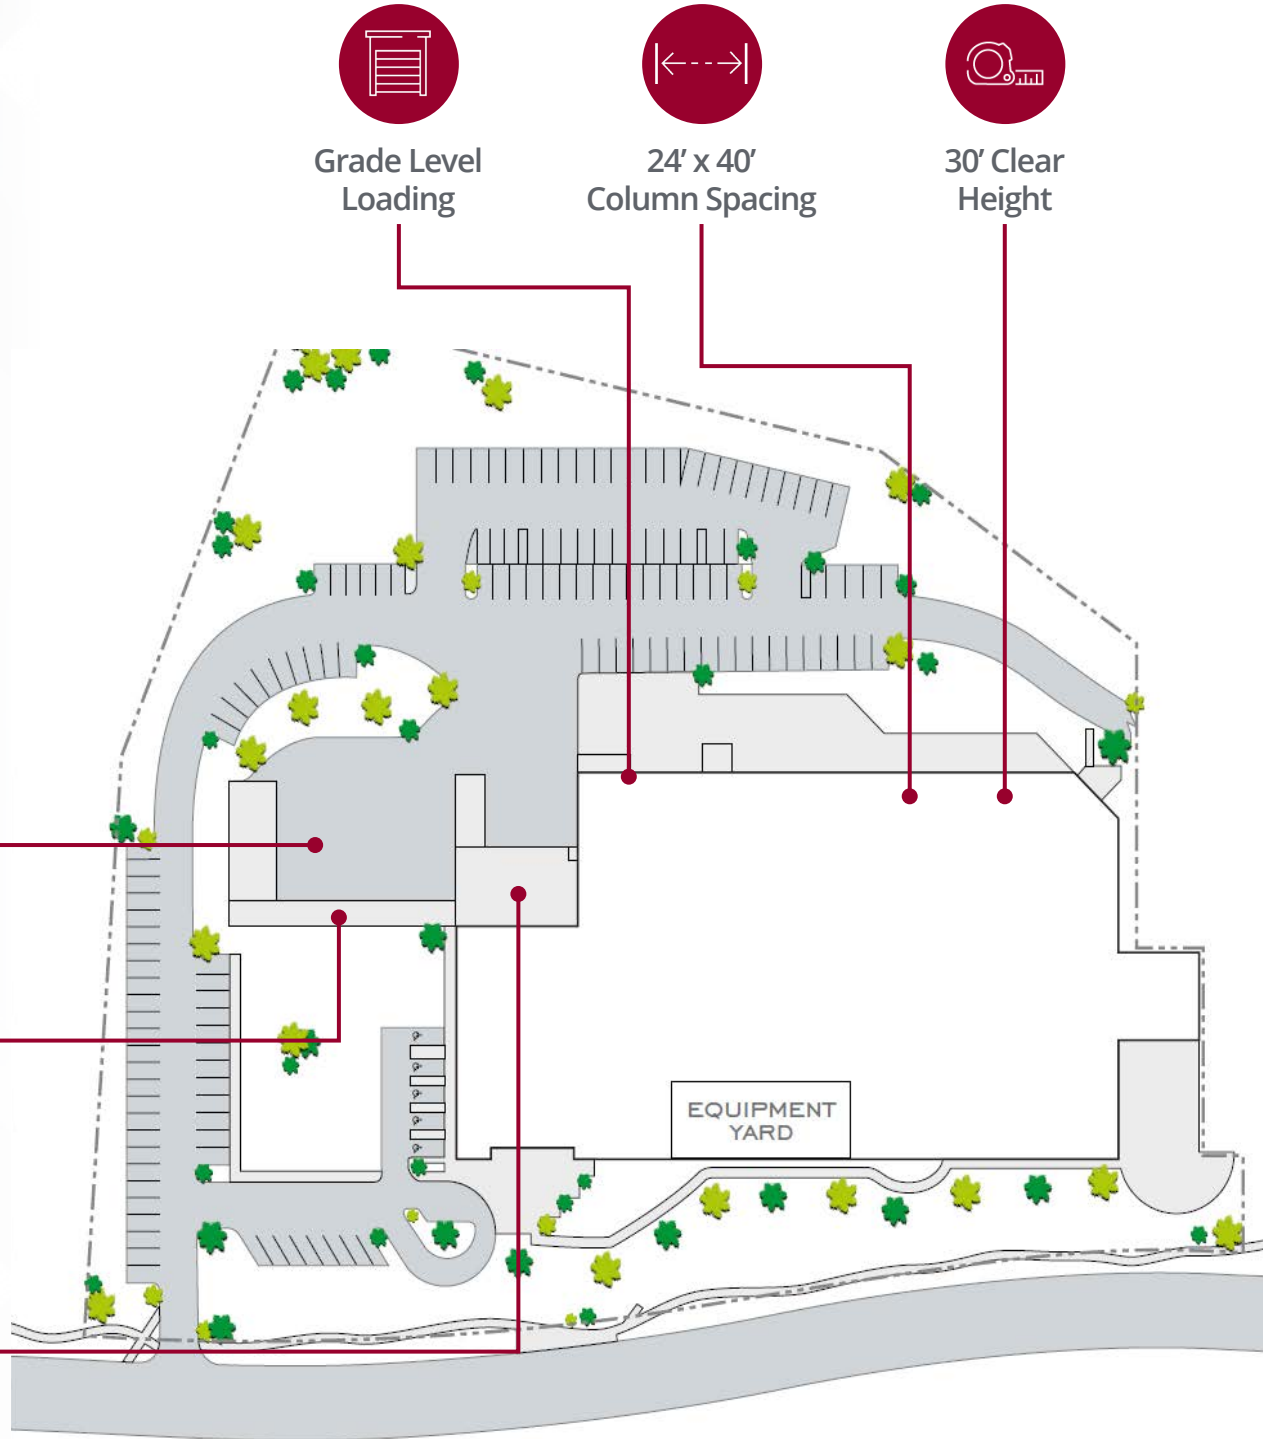 Grade Level
Loading
24’ x 40’
Column Spacing
30’ Clear
Height
EQUIPMENT
YARD